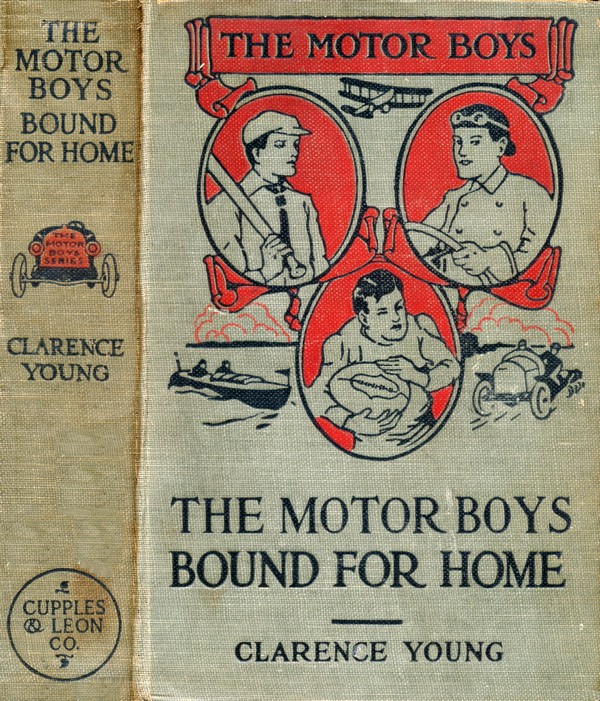 THE
MOTOR
BOYS
BOUND
FOR HOME
THE
MOTOR
BOYS
SERIES
CLARENCE
YOUNG
CUPPLES
& LEON
CO.
THE MOTOR BOYS
THE MOTOR BOYS
BOUND FOR HOME
CLARENCE YOUNG